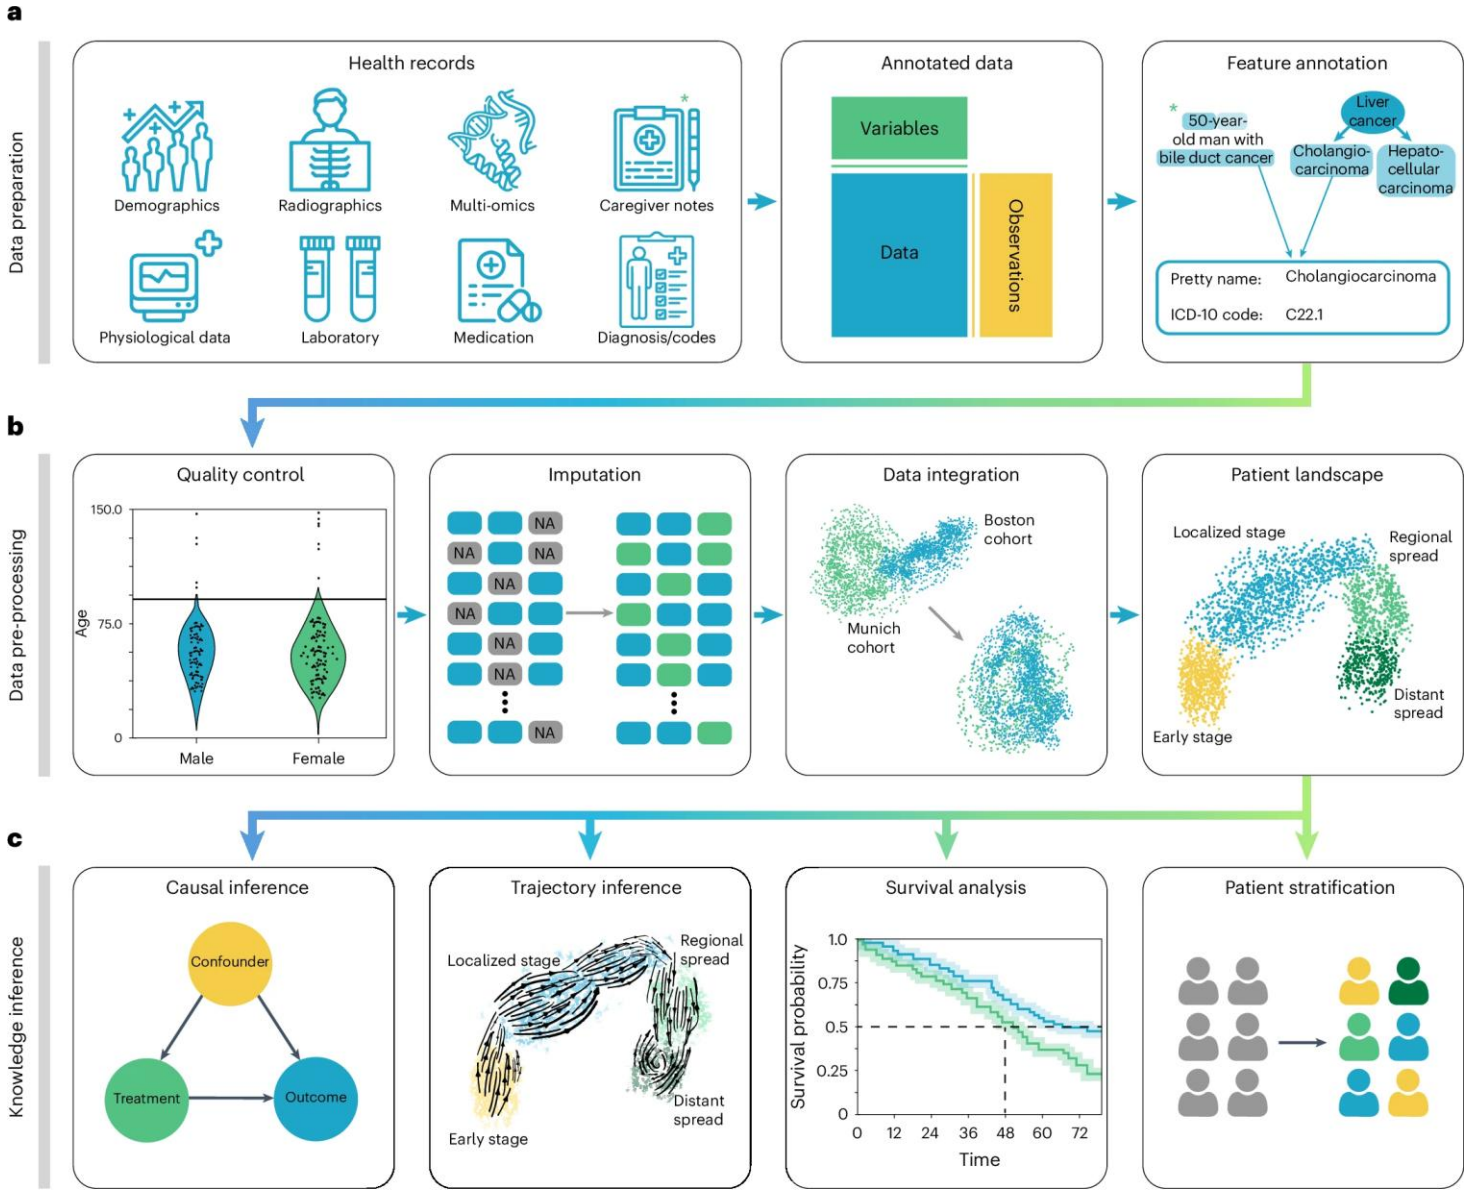 a
Data preparation
Health records
Demographics
Radiographics
Multi-omics
*
Caregiver notes
Physiological data
Laboratory
Medication
Diagnosis/codes
Annotated data
Variables
Data
Observations
Feature annotation
* 50-year-
old man with
bile duct cancer
Liver
cancer
Cholangio-
carcinoma
Hepato-
cellular
carcinoma
Pretty name: Cholangiocarcinoma
ICD-10 code: C22.1
b
Data pre-processing
Quality control
150.0
75.0
0
Age
Male
Female
Imputation
NA
NA NA
NA
NA
NA
NA
NA
Data integration
Boston
cohort
Munich
cohort
Patient landscape
Localized stage
Regional
spread
Distant
spread
Early stage
c
Knowledge inference
Causal inference
Confounder
Treatment
Outcome
Trajectory inference
Localized stage
Regional
spread
Distant
spread
Early stage
Survival analysis
Survival probability
1.0
0.75
0.5
0.25
0
0 12 24 36 48 60 72
Time
Patient stratification